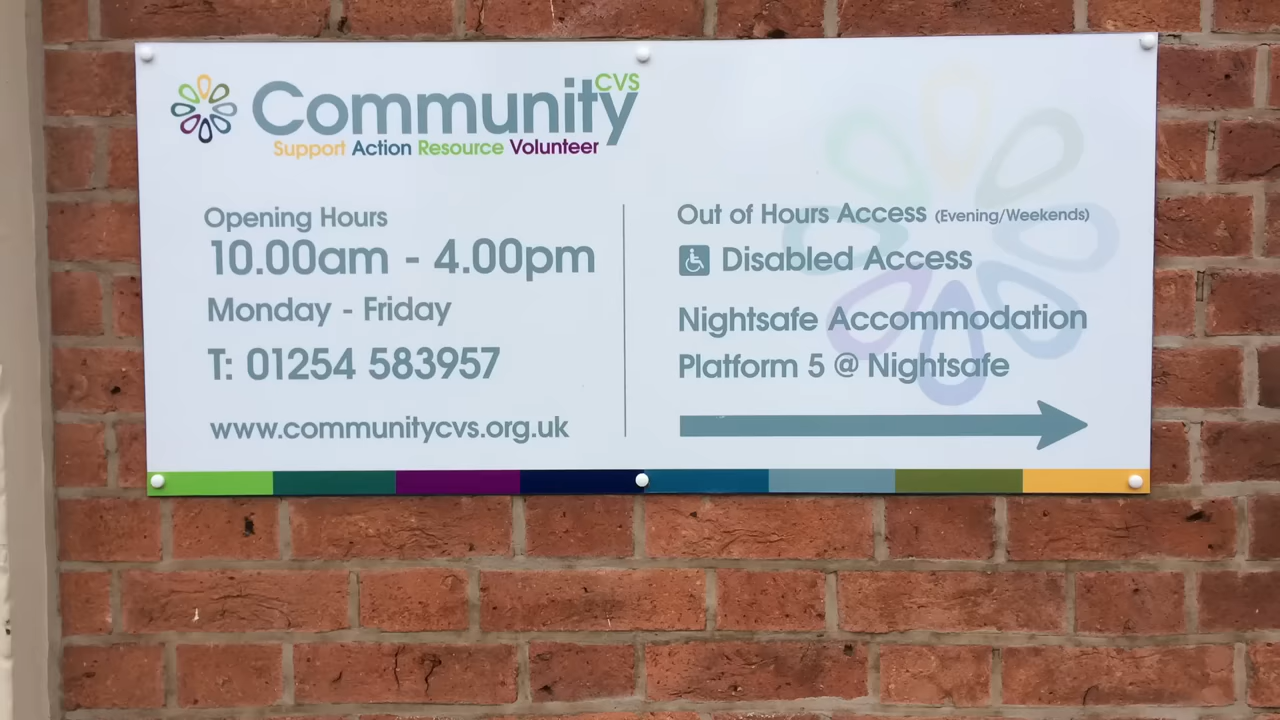 Community CVS
Support Action Resource Volunteer
Opening Hours
10.00am - 4.00pm
Monday - Friday
T: 01254 583957
www.communitycvs.org.uk
Out of Hours Access (Evening/Weekends)
Disabled Access
Nightsafe Accommodation
Platform 5 @ Nightsafe